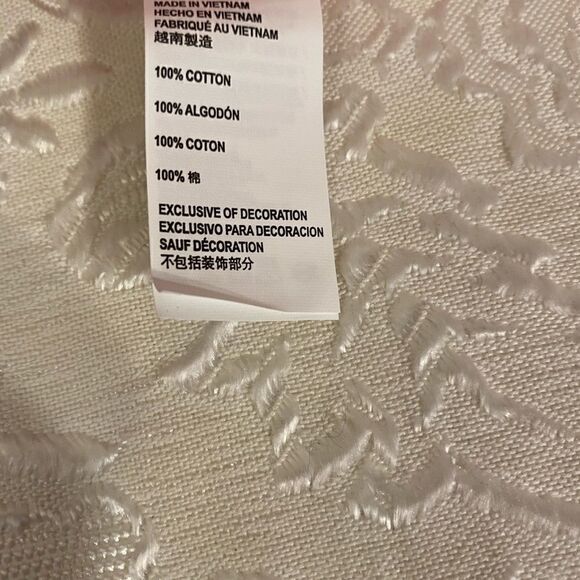 MADE IN VIETNAM
HECHO EN VIETNAM
FABRIQUÉ AU VIETNAM
越南製造
100% COTTON
100% ALGODÓN
100% COTON
100% 棉
EXCLUSIVE OF DECORATION
EXCLUSIVO PARA DECORACION
SAUF DÉCORATION
不包括装饰部分